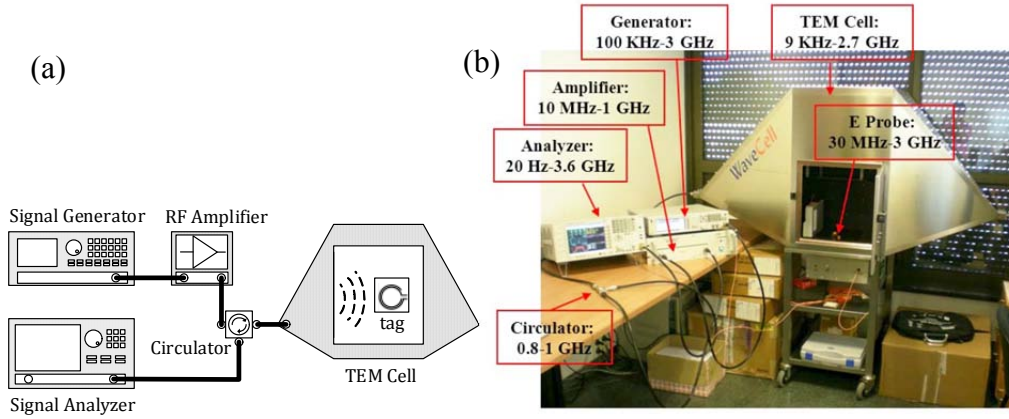 (a)
Signal Generator
RF Amplifier
Circulator
tag
TEM Cell
Signal Analyzer
(b)
Generator:
100 KHz-3 GHz
TEM Cell:
9 KHz-2.7 GHz
Amplifier:
10 MHz-1 GHz
E Probe:
30 MHz-3 GHz
Analyzer:
20 Hz-3.6 GHz
WaveCell
Circulator:
0.8-1 GHz